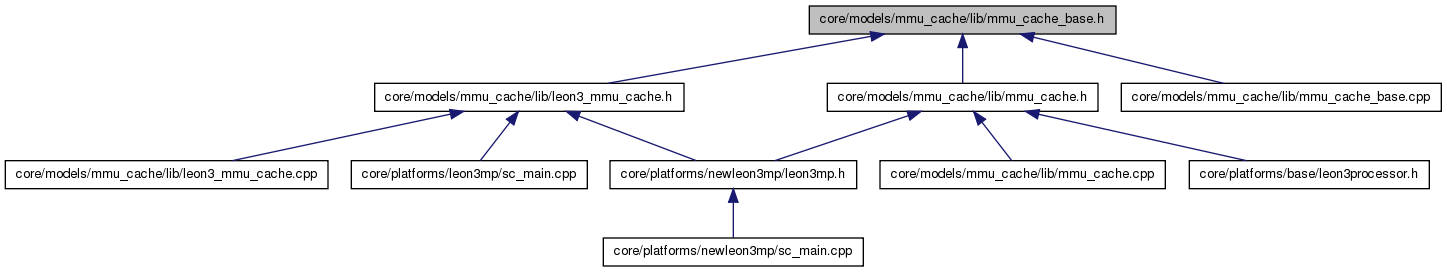 core/models/mmu_cache/lib/mmu_cache_base.h
core/models/mmu_cache/lib/leon3_mmu_cache.h
core/models/mmu_cache/lib/mmu_cache.h
core/models/mmu_cache/lib/mmu_cache_base.cpp
core/models/mmu_cache/lib/leon3_mmu_cache.cpp
core/platforms/leon3mp/sc_main.cpp
core/platforms/newleon3mp/leon3mp.h
core/models/mmu_cache/lib/mmu_cache.cpp
core/platforms/base/leon3processor.h
core/platforms/newleon3mp/sc_main.cpp